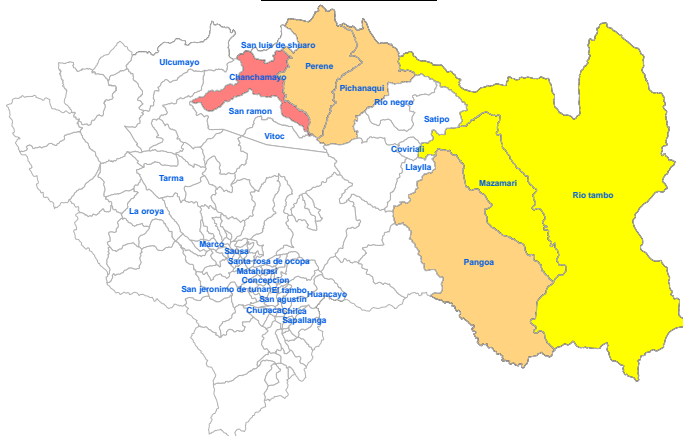 San luis de shuaro
Ulcumayo
Perene
Chanchamayo
Pichanaqui
Rio negro
San ramon
Satipo
Vitoc
Coviriali
Llaylla
Tarma
Mazamari
Rio tambo
La oroya
Marco
Sausa
Santa rosa de ocopa
Pangoa
Matahuasi
Concepcion
San jeronimo de tunan
El tambo
Huancayo
San agustin
Chupaca
Chilca
Sapallanga